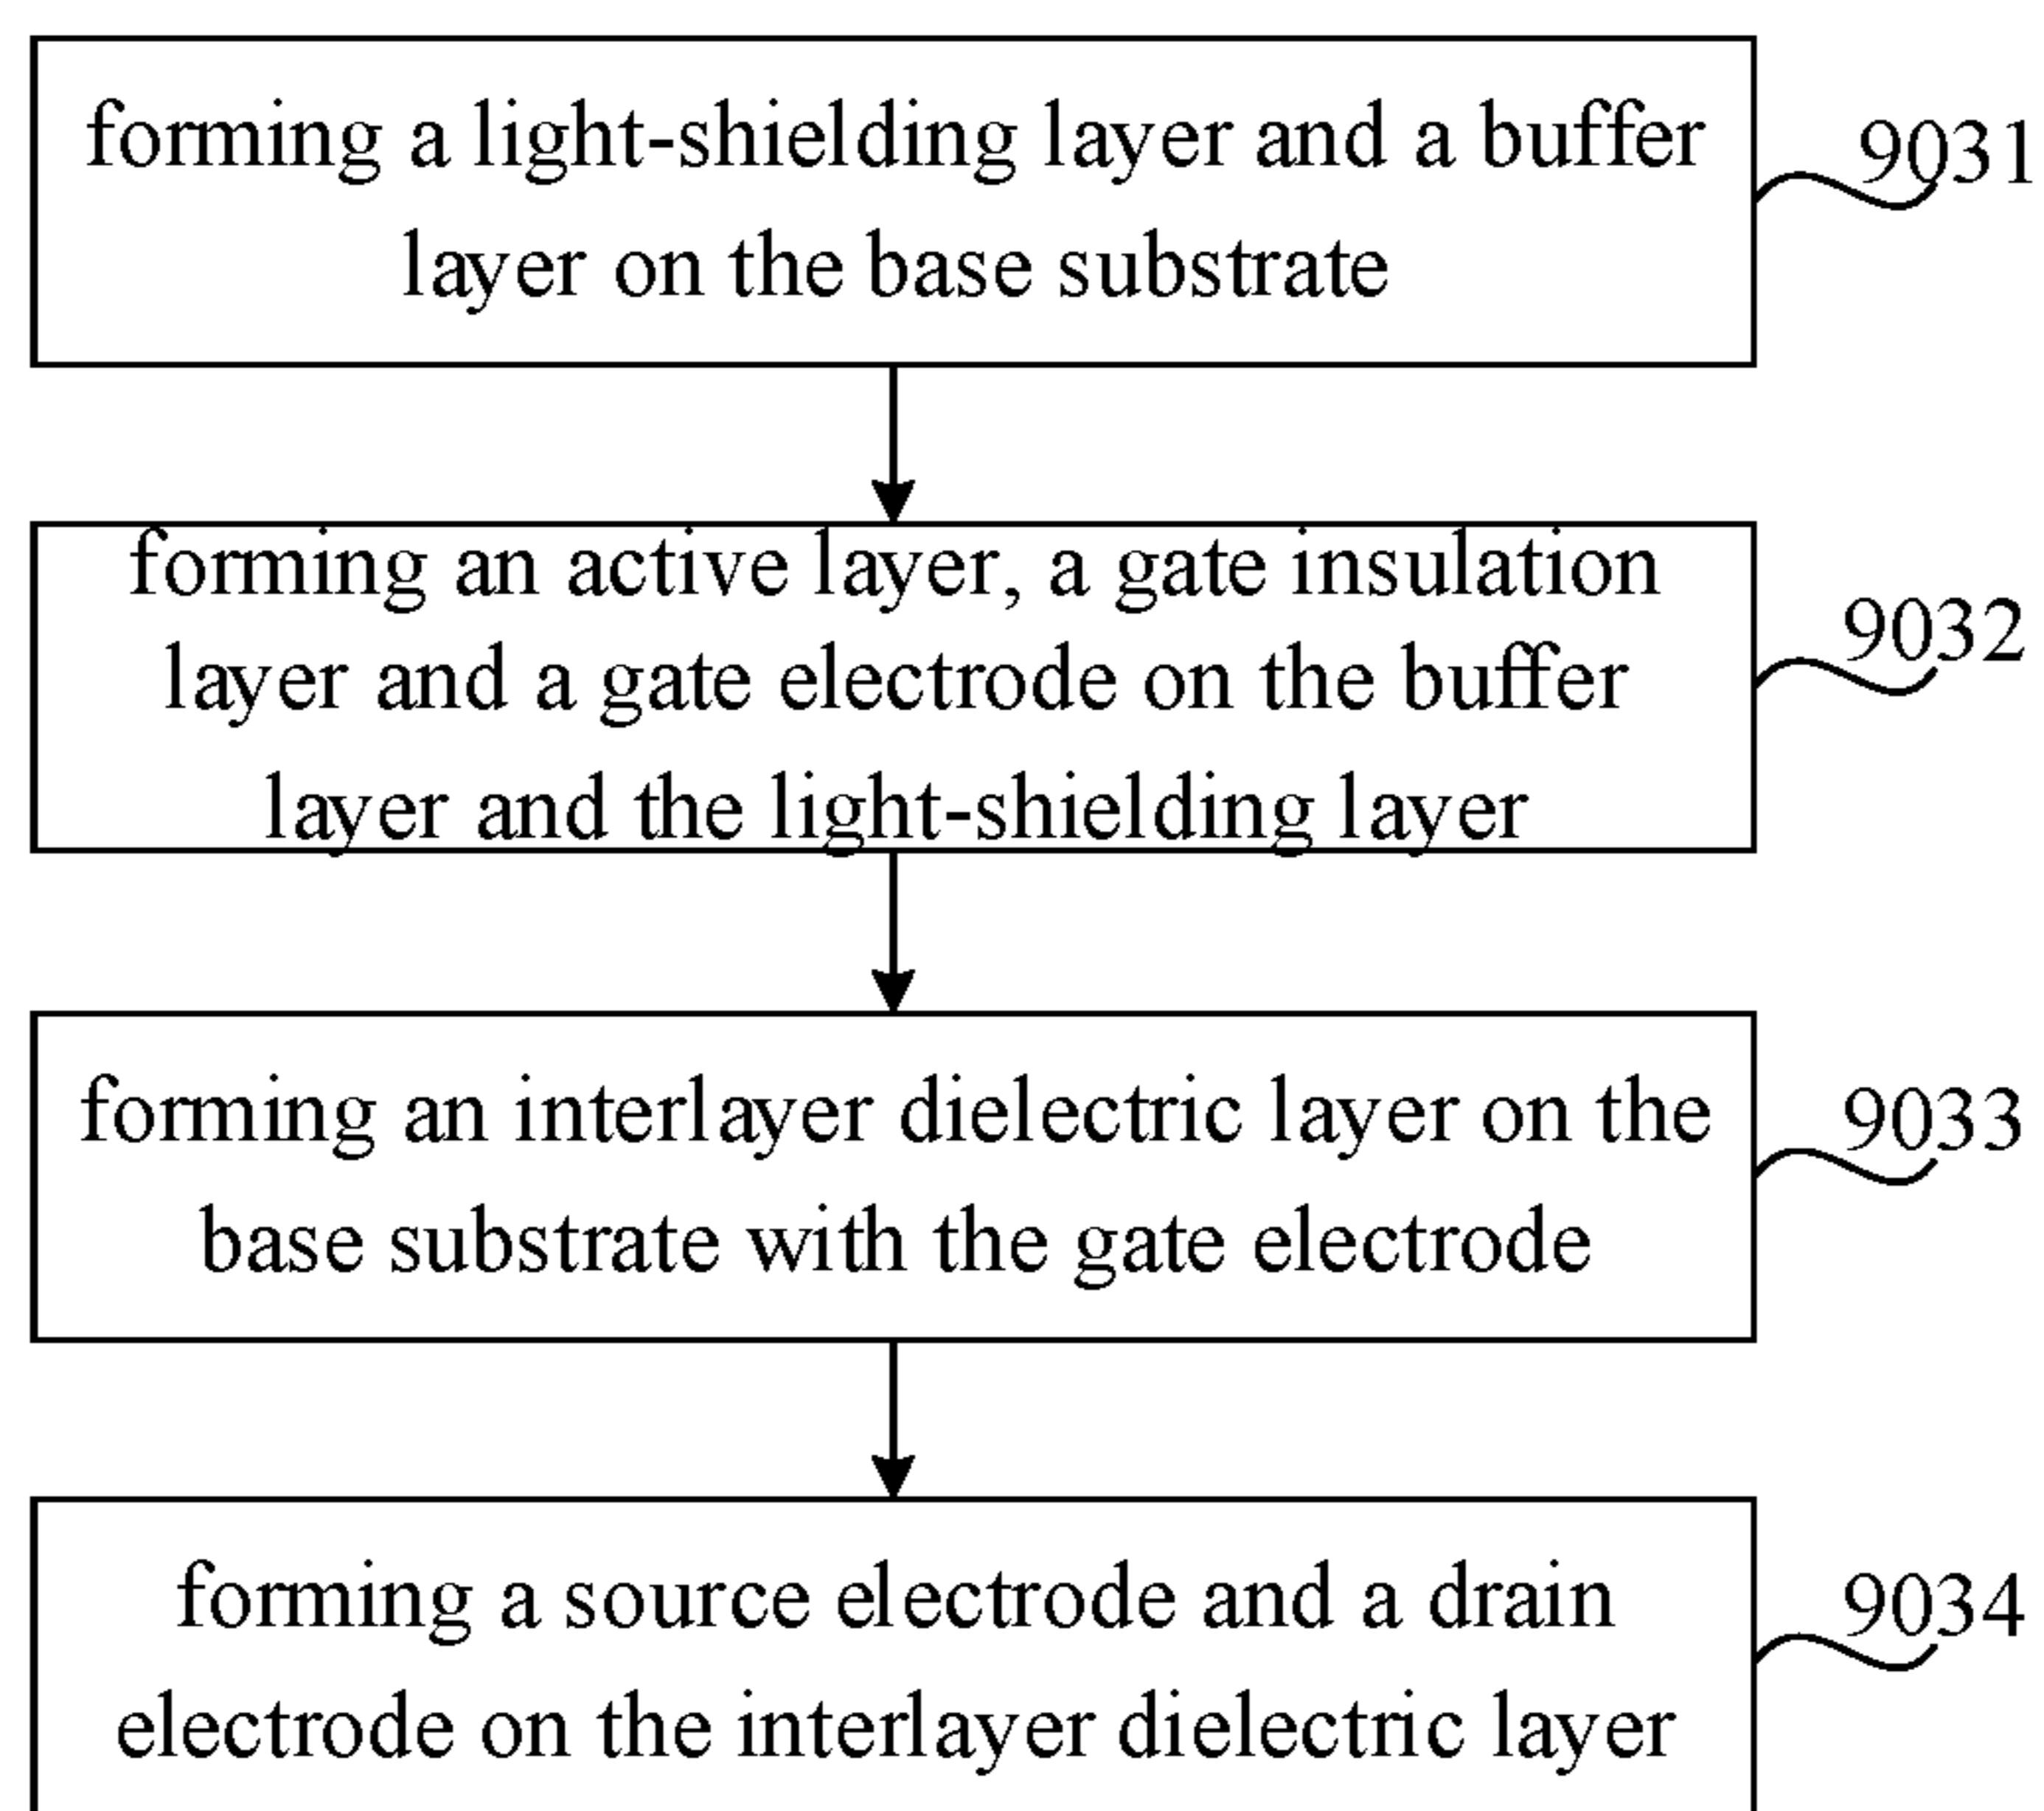 forming a light-shielding layer and a buffer
layer on the base substrate
9031
forming an active layer, a gate insulation
layer and a gate electrode on the buffer
layer and the light-shielding layer
9032
forming an interlayer dielectric layer on the
base substrate with the gate electrode
9033
forming a source electrode and a drain
electrode on the interlayer dielectric layer
9034